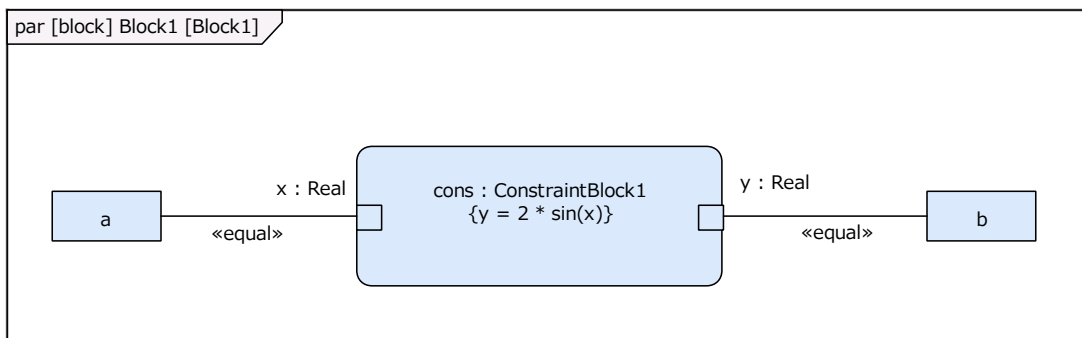 par [block] Block1 [Block1]
x : Real
cons : ConstraintBlock1
y : Real
{y = 2 * sin(x)}
a
b
«equal»
«equal»